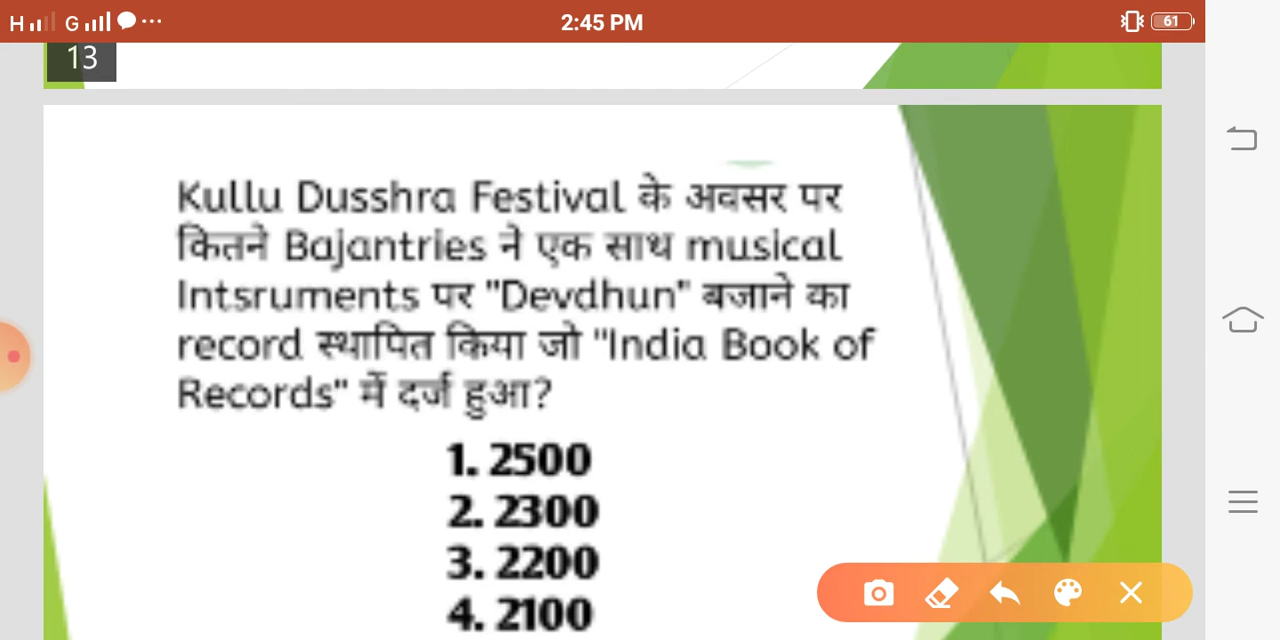 H G 2:45 PM 61
13
Kullu Dusshra Festival के अवसर पर
कितने Bajantries ने एक साथ musical
Intsruments पर "Devdhun" बजाने का
record स्थापित किया जो "India Book of
Records" में दर्ज हुआ?
1. 2500
2. 2300
3. 2200
4. 2100